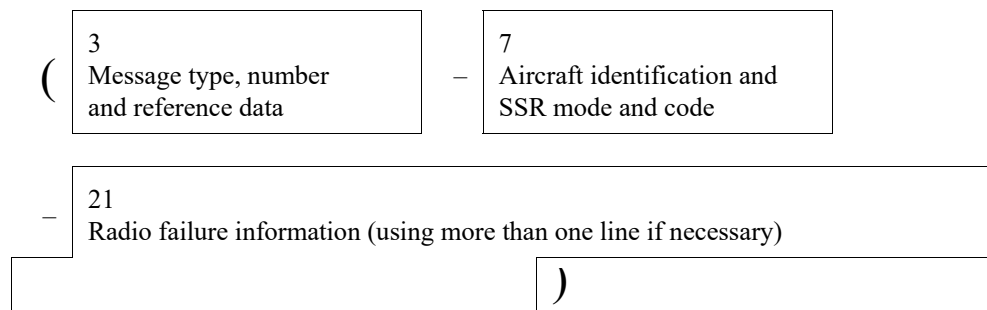 ( 3
Message type, number
and reference data
– 7
Aircraft identification and
SSR mode and code
– 21
Radio failure information (using more than one line if necessary)
)